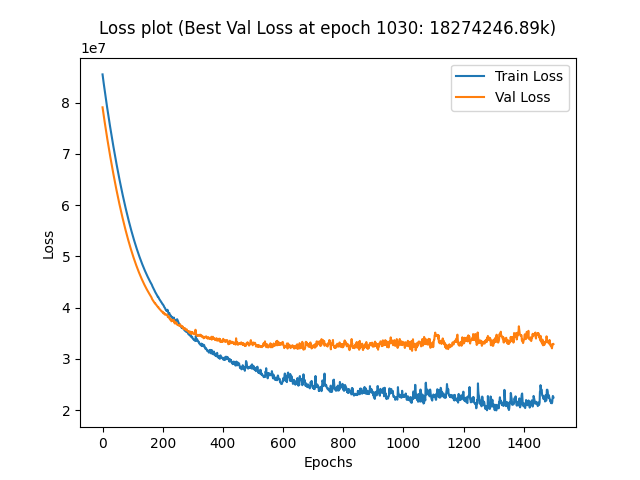 Loss plot (Best Val Loss at epoch 1030: 18274246.89k)
1e7
Train Loss
Val Loss
8
7
6
5
4
3
2
Loss
0 200 400 600 800 1000 1200 1400
Epochs